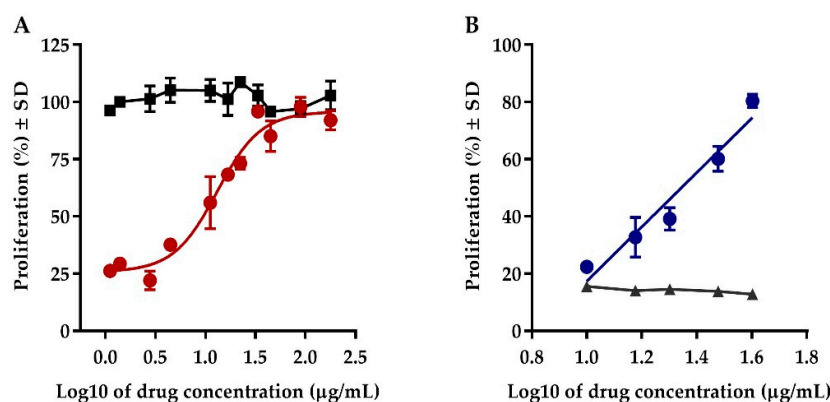 A
Proliferation (%) ± SD
125
100
75
50
25
0
0.0 0.5 1.0 1.5 2.0 2.5
Log10 of drug concentration (µg/mL)
B
Proliferation (%) ± SD
100
80
60
40
20
0
0.8 1.0 1.2 1.4 1.6 1.8
Log10 of drug concentration (µg/mL)